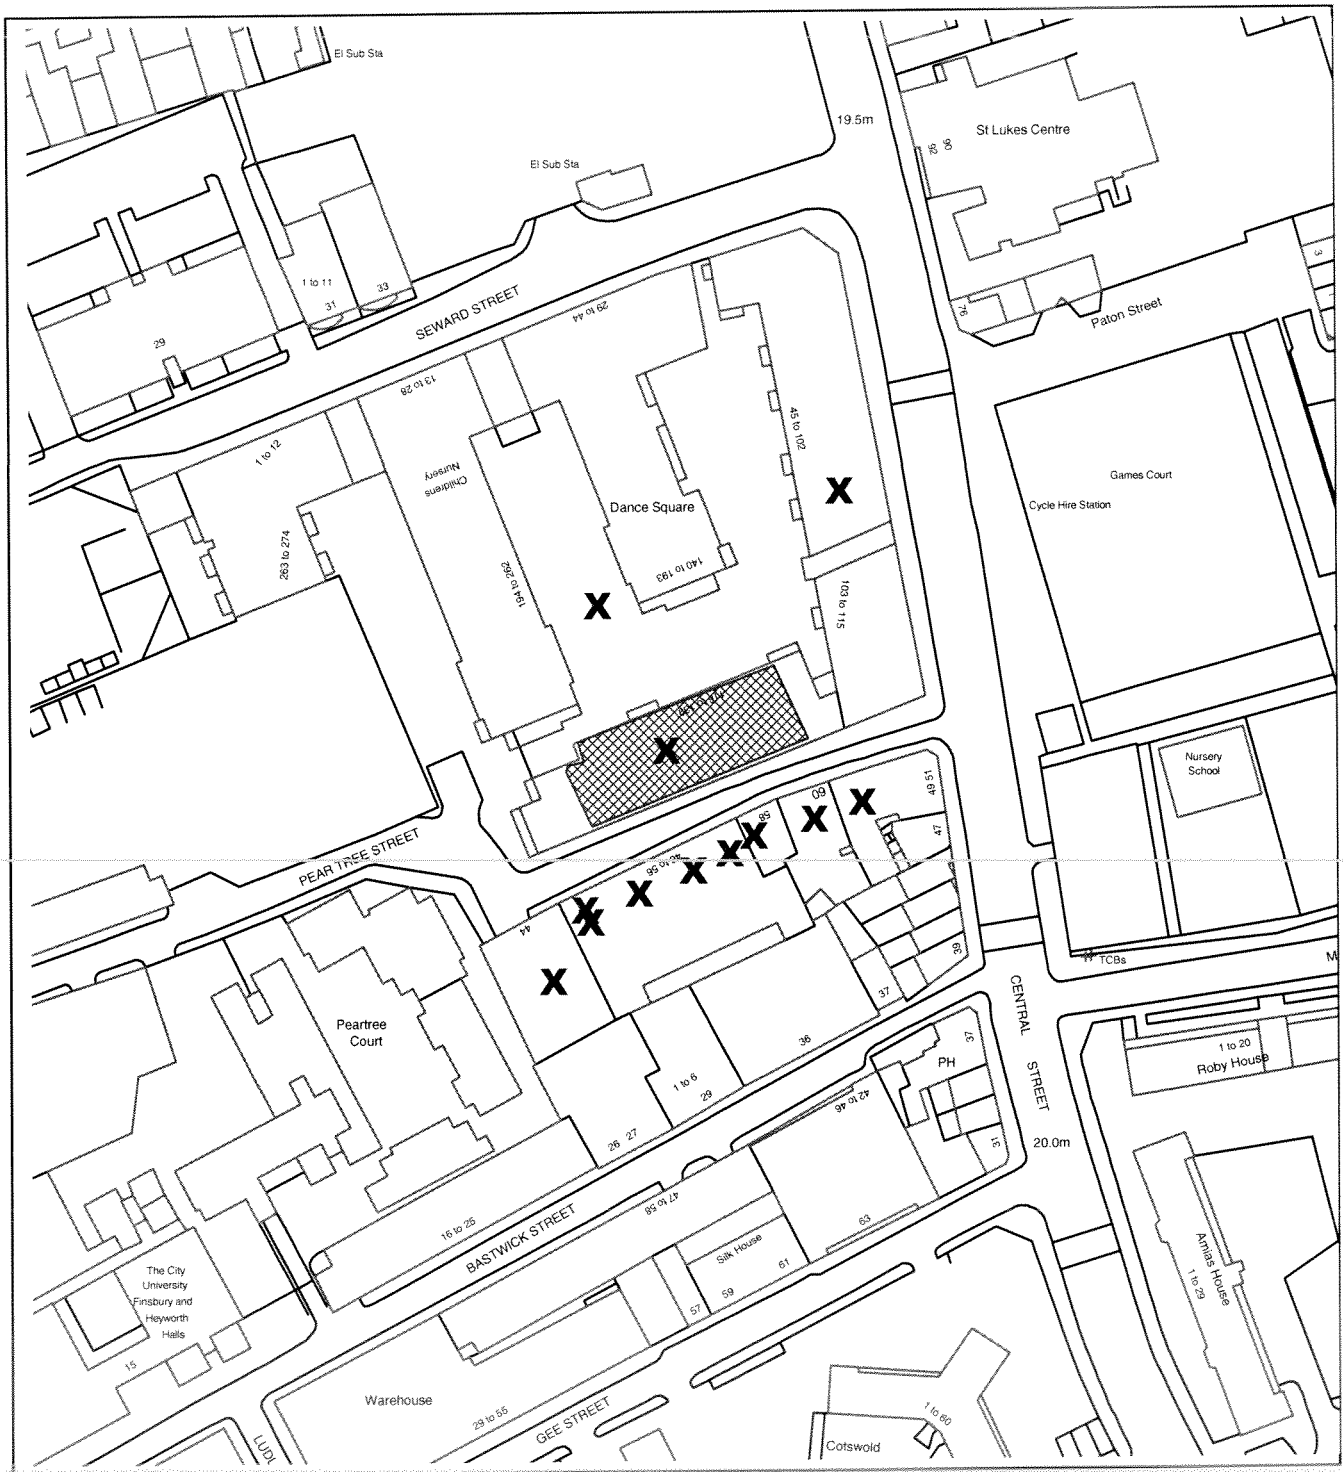 El Sub Sta
19.5m
St Lukes Centre
90
92
El Sub Sta
1 to 11
31
33
SEWARD STREET
29 to 44
3
76
Paton Street
29
13 to 28
1 to 12
Childrens
Nursery
45 to 102
X
Games Court
Cycle Hire Station
Dance Square
263 to 274
194 to 262
140 to 193
103 to 115
X
X
Nursery
School
49 51
60
X
X
58
X
47
X
PEAR TREE STREET
X
X
X
X
44
39
TCBs
M
X
37
CENTRAL
STREET
Peartree
Court
36
37
PH
1 to 20
Roby House
1 to 6
29
42 to 46
26 27
31
20.0m
47 to 58
16 to 25
BASTWICK STREET
63
Silk House
61
59
57
Amias House
1 to 29
The City
University
Finsbury and
Heyworth
Halls
15
Warehouse
29 to 55
GEE STREET
1 to 60
Cotswold
LUDL